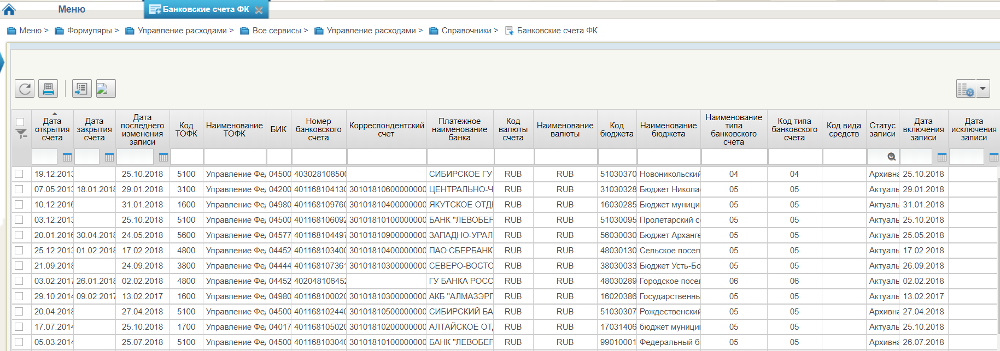 Меню
Банковские счета ФК
Меню > Формуляры > Управление расходами > Все сервисы > Управление расходами > Справочники > Банковские счета ФК
Дата открытия счета Дата закрытия счета Дата последнего изменения записи Код ТОФК Наименование ТОФК БИК Номер банковского счета Корреспондентский счет Платежное наименование банка Код валюты счета Наименование валюты Код бюджета Наименование бюджета Наименование типа банковского счета Код типа банковского счета Код вида средств Статус записи Дата включения записи Дата исключения записи
19.12.2013 25.10.2018 5100 Управление Фед 04500 403028108500 СИБИРСКОЕ ГУ RUB RUB 51030370 Новоникольский 04 04 Архивна 25.10.2018
07.05.2013 18.01.2018 29.01.2018 3100 Управление Фед 04200 401168104130 30101810600000000 ЦЕНТРАЛЬНО-Ч RUB RUB 31030328 Бюджет Никола 05 05 Актуаль 29.01.2018
10.12.2016 31.01.2018 1600 Управление Фед 04980 401168109760 30101810400000000 ЯКУТСКОЕ ОТДЕ RUB RUB 16030285 Бюджет муници 05 05 Актуаль 31.01.2018
03.12.2013 25.10.2018 5100 Управление Фед 04500 401168106092 30101810100000000 БАНК "ЛЕВОБЕР RUB RUB 51030095 Пролетарский с 05 05 Актуаль 25.10.2018
20.01.2016 30.04.2018 24.05.2018 5600 Управление Фед 04577 401168104497 30101810900000000 ЗАПАДНО-УРАЛ RUB RUB 56030030 Бюджет Арханге 05 05 Актуаль 25.05.2018
25.12.2013 01.02.2018 17.02.2018 4800 Управление Фед 04452 401168103400 30101810400000000 ПАО СБЕРБАНК RUB RUB 48030130 Сельское посел 05 05 Актуаль 17.02.2018
21.09.2018 24.09.2018 3800 Управление Фед 04444 401168107361 30101810300000000 СЕВЕРО-ВОСТО RUB RUB 38030033 Бюджет Усть-Бо 05 05 Актуаль 26.09.2018
03.02.2017 26.01.2018 02.02.2018 4800 Управление Фед 04452 402048106452 ГУ БАНКА РОСС RUB RUB 48030289 Городское посел 06 06 Актуаль 02.02.2018
29.10.2014 09.02.2017 13.02.2017 1600 Управление Фед 04980 401168100020 30101810300000000 АКБ "АЛМАЗЭРГ RUB RUB 16020386 Государственны 05 05 Актуаль 13.02.2017
20.04.2018 27.04.2018 5100 Управление Фед 04500 401168102440 30101810500000000 СИБИРСКИЙ БА RUB RUB 51030307 Рождественский 05 05 Архивна 27.04.2018
17.07.2014 25.10.2018 1700 Управление Фед 04017 401168105020 30101810200000000 АЛТАЙСКОЕ ОТД RUB RUB 17031406 бюджет муници 05 05 Актуаль 25.10.2018
05.03.2014 25.07.2018 5100 Управление Фед 04500 401168103040 30101810100000000 БАНК "ЛЕВОБЕР RUB RUB 99010001 Федеральный б 05 05 Архивна 26.07.2018